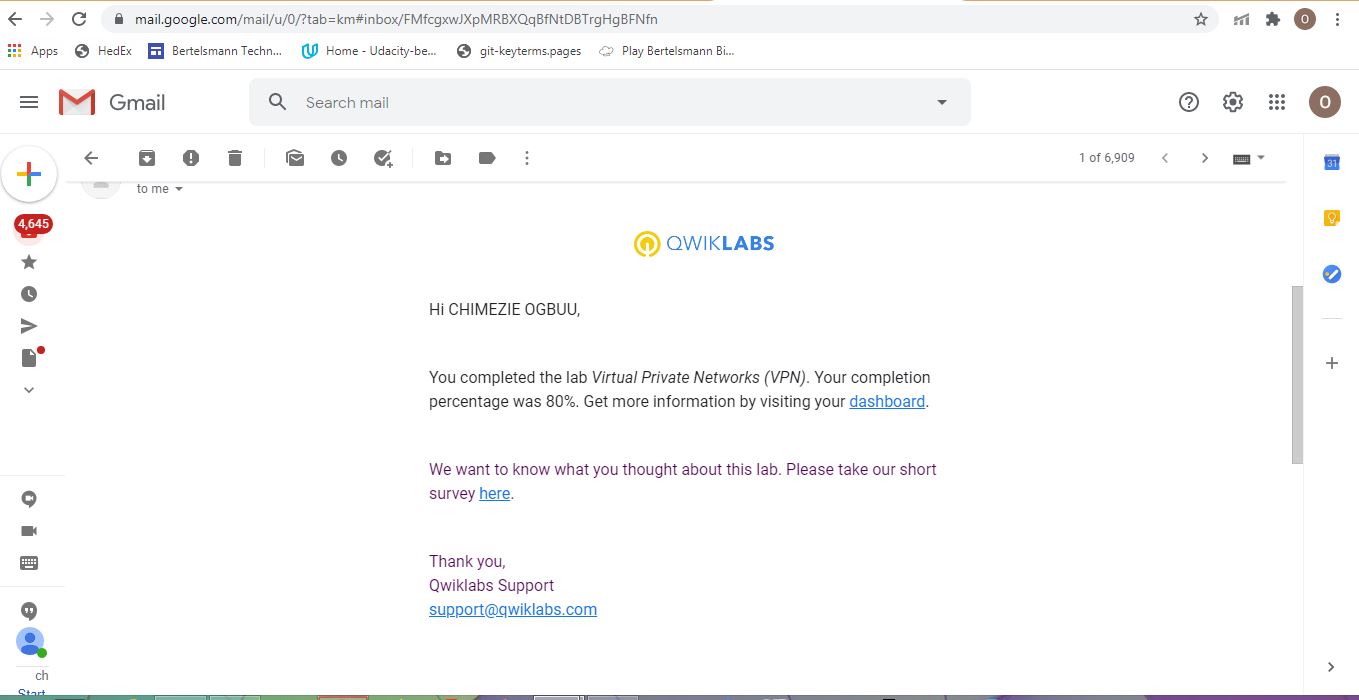 mail.google.com/mail/u/0/?tab=km#inbox/FMfcgxwJXpMRBXQqBfNtDBTrgHgBFNfn
O
Apps HedEx Bertelsmann Techn... Home - Udacity-be... git-keyterms.pages Play Bertelsmann Bi...
Gmail
Search mail
O
1 of 6,909
31
to me
4,645
QWIKLABS
Hi CHIMEZIE OGBUU,
You completed the lab Virtual Private Networks (VPN). Your completion
percentage was 80%. Get more information by visiting your dashboard.
We want to know what you thought about this lab. Please take our short
survey here.
Thank you,
Qwiklabs Support
support@qwiklabs.com
ch
Start